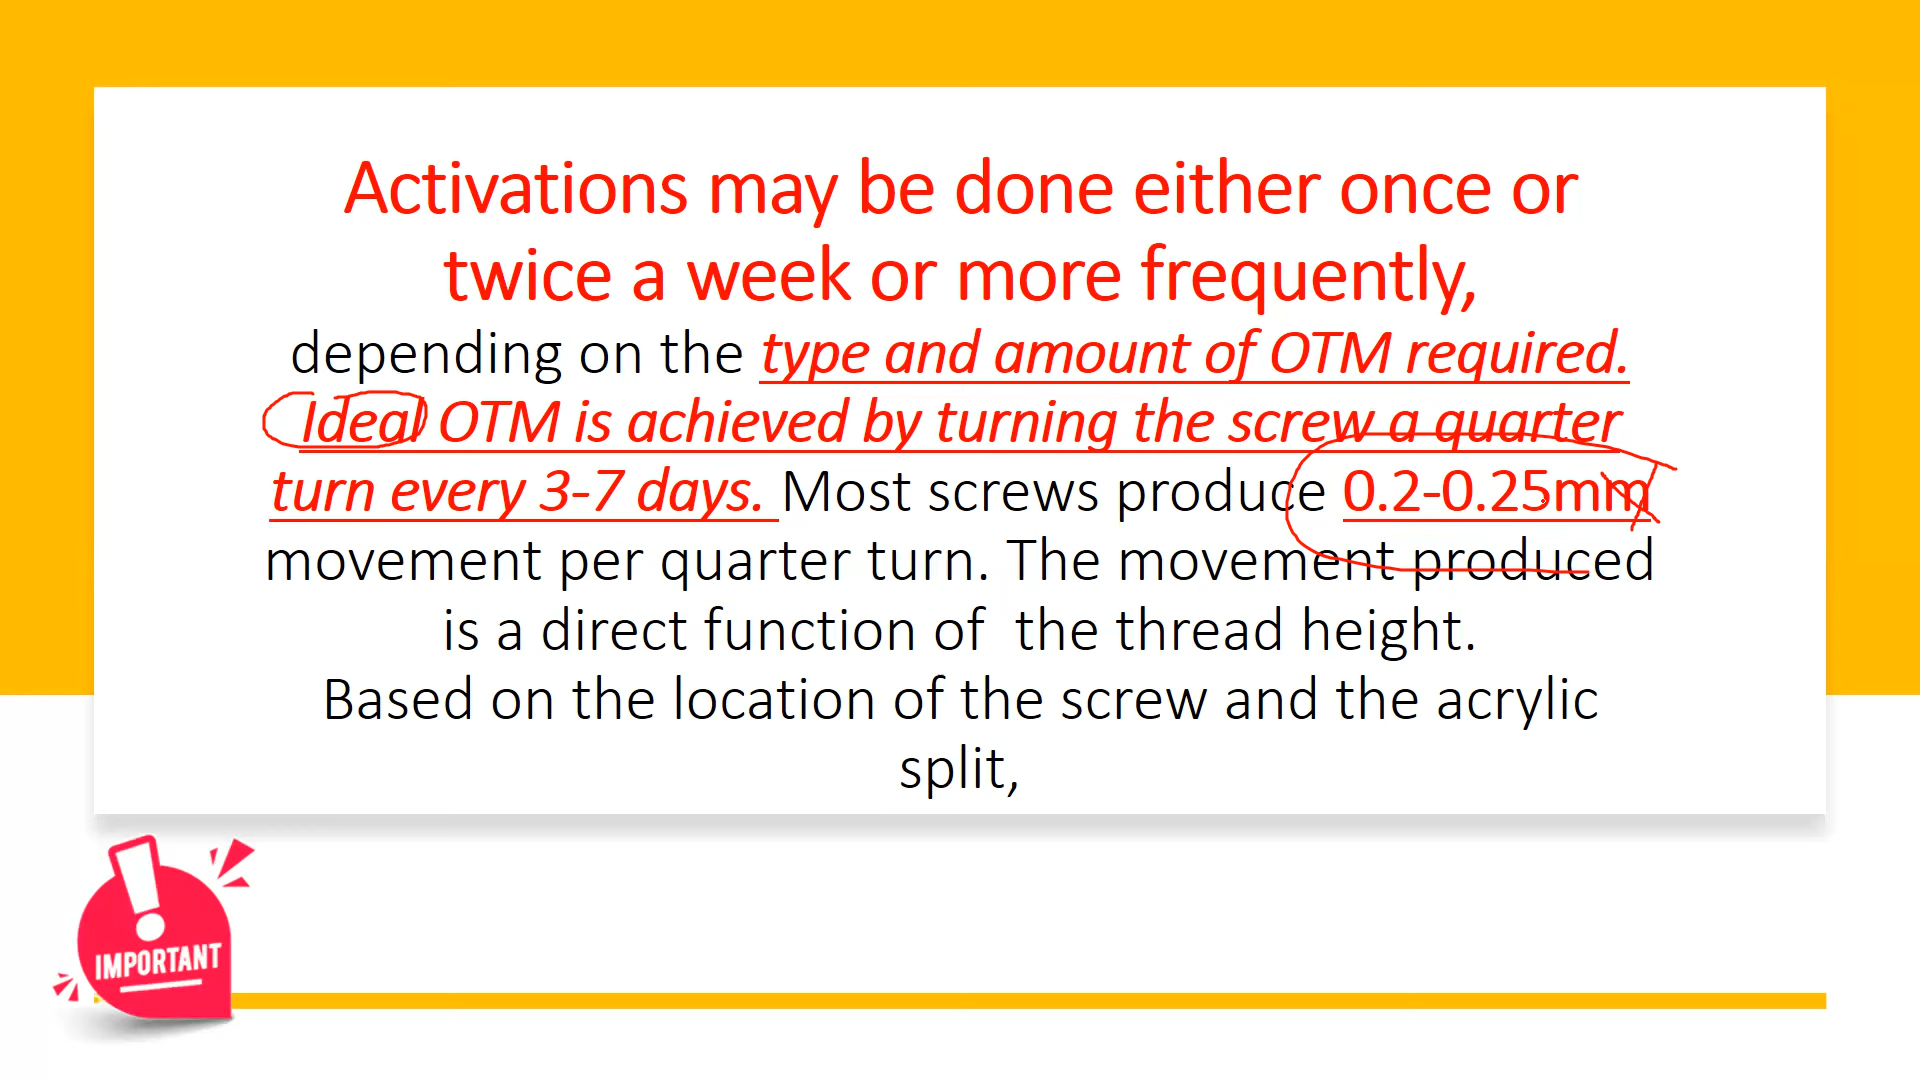 Activations may be done either once or
twice a week or more frequently,
depending on the type and amount of OTM required.
Ideal OTM is achieved by turning the screw a quarter
turn every 3-7 days. Most screws produce 0.2-0.25mm
movement per quarter turn. The movement produced
is a direct function of the thread height.
Based on the location of the screw and the acrylic
split,
IMPORTANT